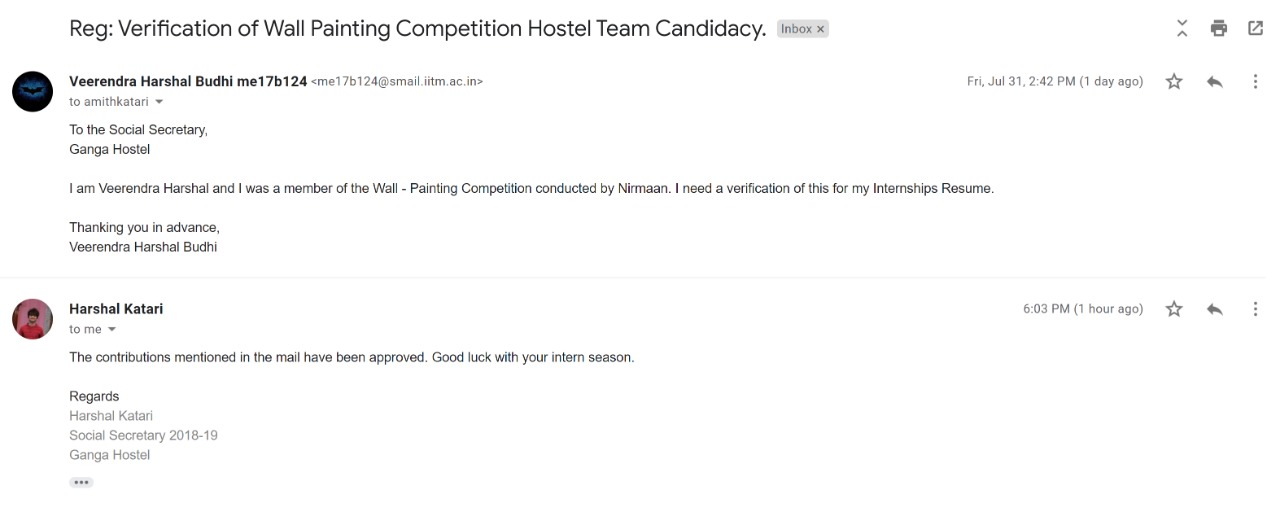 Reg: Verification of Wall Painting Competition Hostel Team Candidacy. Inbox x
Veerendra Harshal Budhi me17b124 <me17b124@smail.iitm.ac.in> Fri, Jul 31, 2:42 PM (1 day ago)
to amithkatari
To the Social Secretary,
Ganga Hostel
I am Veerendra Harshal and I was a member of the Wall - Painting Competition conducted by Nirmaan. I need a verification of this for my Internships Resume.
Thanking you in advance,
Veerendra Harshal Budhi
Harshal Katari 6:03 PM (1 hour ago)
to me
The contributions mentioned in the mail have been approved. Good luck with your intern season.
Regards
Harshal Katari
Social Secretary 2018-19
Ganga Hostel